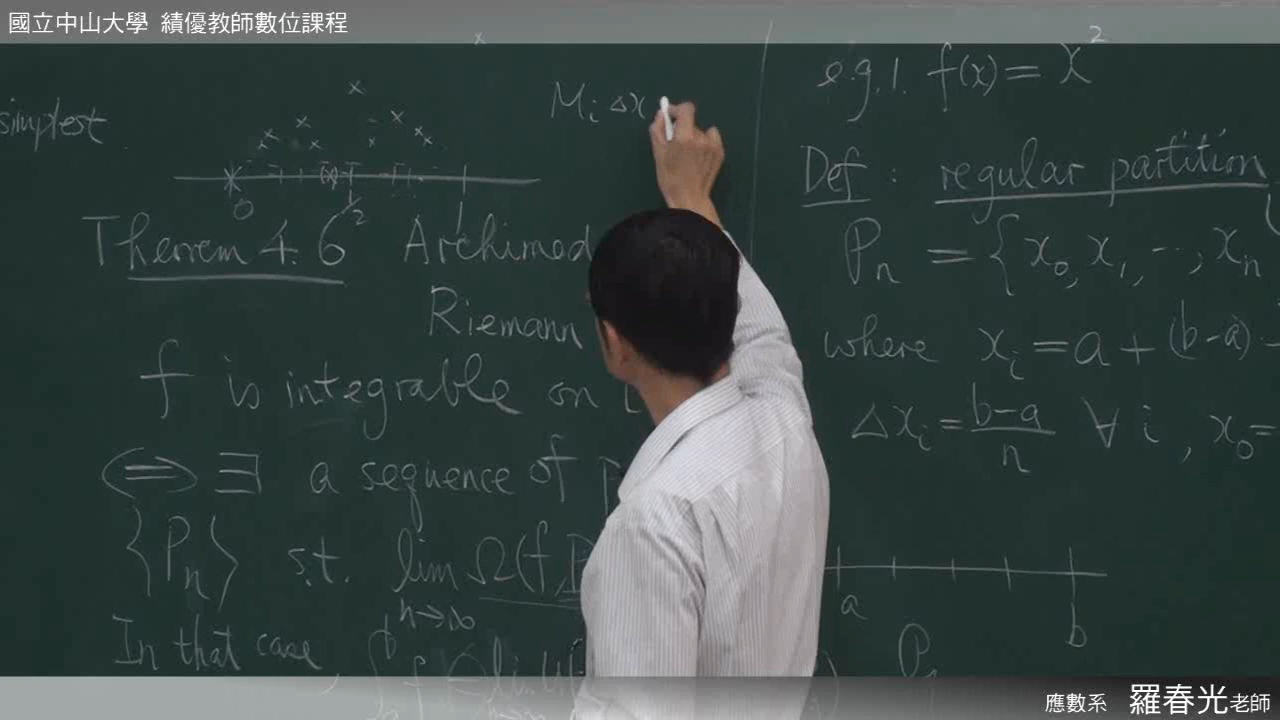 國立中山大學 績優教師數位課程
simplest
Mᵢ Δx
0 1/2 1
Theorem 4.6 Archimed
Riemann
f is integrable on [
⟺ ∃ a sequence of p
{Pₙ} s.t. lim Ω(f,P
n→∞
In that case, ∫ f = lim U(
e.g.1. f(x)=x²
Def : regular partition
Pₙ = {x₀, x₁, ⋯, xₙ
where xᵢ = a + (b-a)·
Δxᵢ = (b-a)/n ∀ i , x₀=
a b
P
應數系 羅春光老師